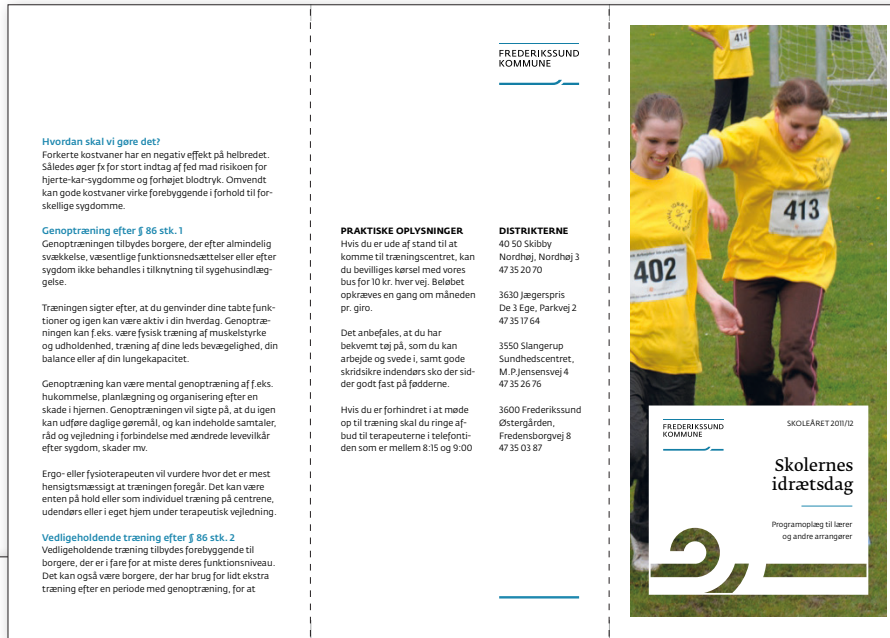 Hvordan skal vi gøre det?
Forkerte kostvaner har en negativ effekt på helbredet.
Således øger fx for stort indtag af fed mad risikoen for
hjerte-kar-sygdomme og forhøjet blodtryk. Omvendt
kan gode kostvaner virke forebyggende i forhold til for-
skellige sygdomme.
Genoptræning efter § 86 stk. 1
Genoptræningen tilbydes borgere, der efter almindelig
svækkelse, væsentlige funktionsnedsættelser eller efter
sygdom ikke behandles i tilknytning til sygehusindlæg-
gelse.
Træningen sigter efter, at du genvinder dine tabte funk-
tioner og igen kan være aktiv i din hverdag. Genoptræ-
ningen kan f.eks. være fysisk træning af muskelstyrke
og udholdenhed, træning af dine leds bevægelighed, din
balance eller af din lungekapacitet.
Genoptræning kan være mental genoptræning af f.eks.
hukommelse, planlægning og organisering efter en
skade i hjernen. Genoptræningen vil sigte på, at du igen
kan udføre daglige gøremål, og kan indeholde samtaler,
råd og vejledning i forbindelse med ændrede levevilkår
efter sygdom, skader mv.
Ergo- eller fysioterapeuten vil vurdere hvor det er mest
hensigtsmæssigt at træningen foregår. Det kan være
enten på hold eller som individuel træning på centrene,
udendørs eller i eget hjem under terapeutisk vejledning.
Vedligeholdende træning efter § 86 stk. 2
Vedligeholdende træning tilbydes forebyggende til
borgere, der er i fare for at miste deres funktionsniveau.
Det kan også være borgere, der har brug for lidt ekstra
træning efter en periode med genoptræning, for at
FREDERIKSSUND
KOMMUNE
PRAKTISKE OPLYSNINGER
Hvis du er ude af stand til at
komme til træningscentret, kan
du bevilliges kørsel med vores
bus for 10 kr. hver vej. Beløbet
opkræves en gang om måneden
pr. giro.
Det anbefales, at du har
bekvemt tøj på, som du kan
arbejde og svede i, samt gode
skridsikre indendørs sko der sid-
der godt fast på fødderne.
Hvis du er forhindret i at møde
op til træning skal du ringe af-
bud til terapeuterne i telefonti-
den som er mellem 8:15 og 9:00
DISTRIKTERNE
40 50 Skibby
Nordhøj, Nordhøj 3
47 35 20 70
3630 Jægerspris
De 3 Ege, Parkvej 2
47 35 17 64
3550 Slangerup
Sundhedscentret,
M.P.Jensensvej 4
47 35 26 76
3600 Frederikssund
Østergården,
Fredensborgvej 8
47 35 03 87
414
413
402
FREDERIKSSUND
KOMMUNE
SKOLEÅRET 2011/12
Skolernes
idrætsdag
Programoplæg til lærer
og andre arrangører